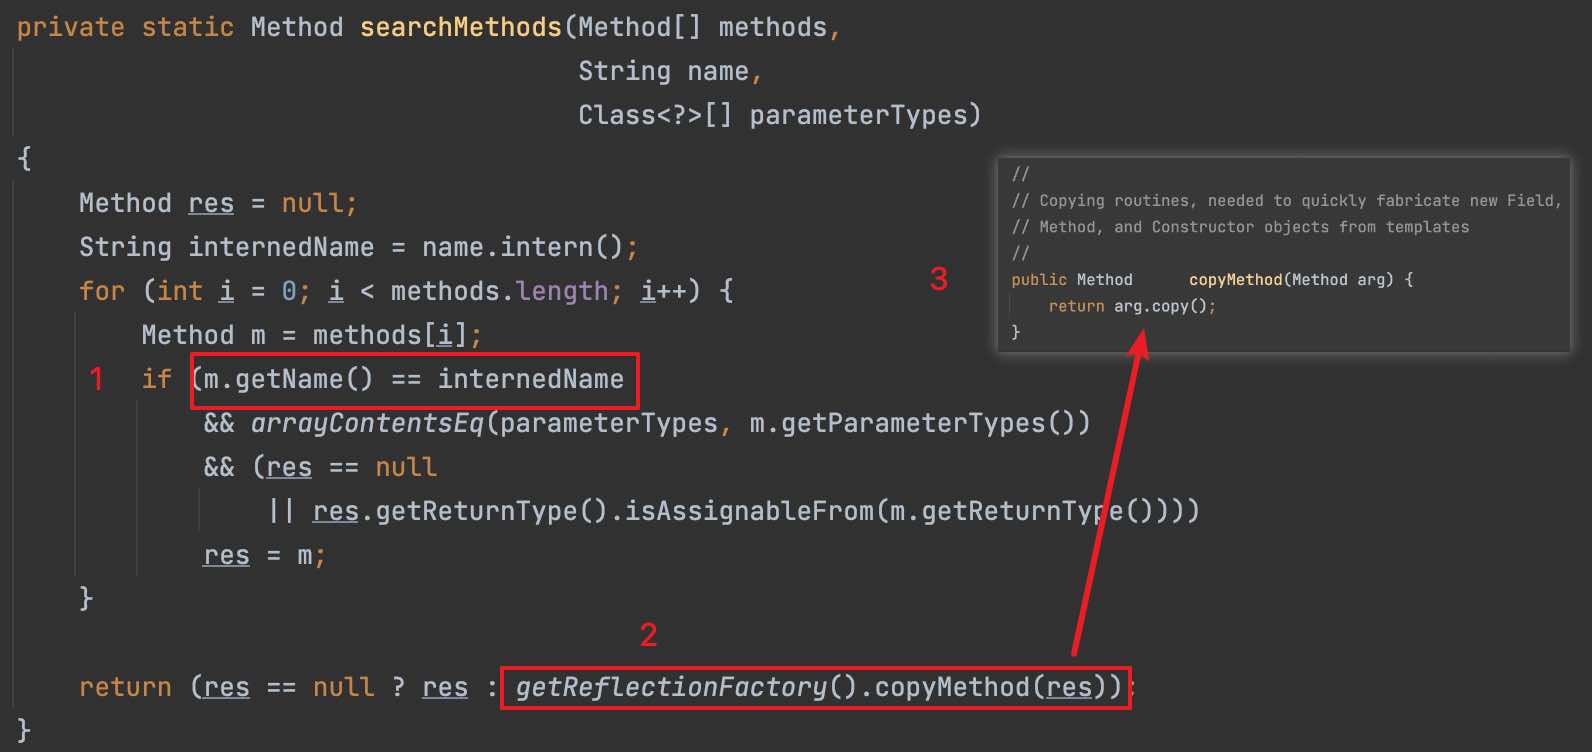 private static Method searchMethods(Method[] methods,
String name,
Class<?>[] parameterTypes)
{
Method res = null;
String internedName = name.intern();
for (int i = 0; i < methods.length; i++) {
Method m = methods[i];
1
if (m.getName() == internedName
&& arrayContentsEq(parameterTypes, m.getParameterTypes())
&& (res == null
|| res.getReturnType().isAssignableFrom(m.getReturnType())))
res = m;
}
2
return (res == null ? res : getReflectionFactory().copyMethod(res));
}
3
//
// Copying routines, needed to quickly fabricate new Field,
// Method, and Constructor objects from templates
//
public Method copyMethod(Method arg) {
return arg.copy();
}